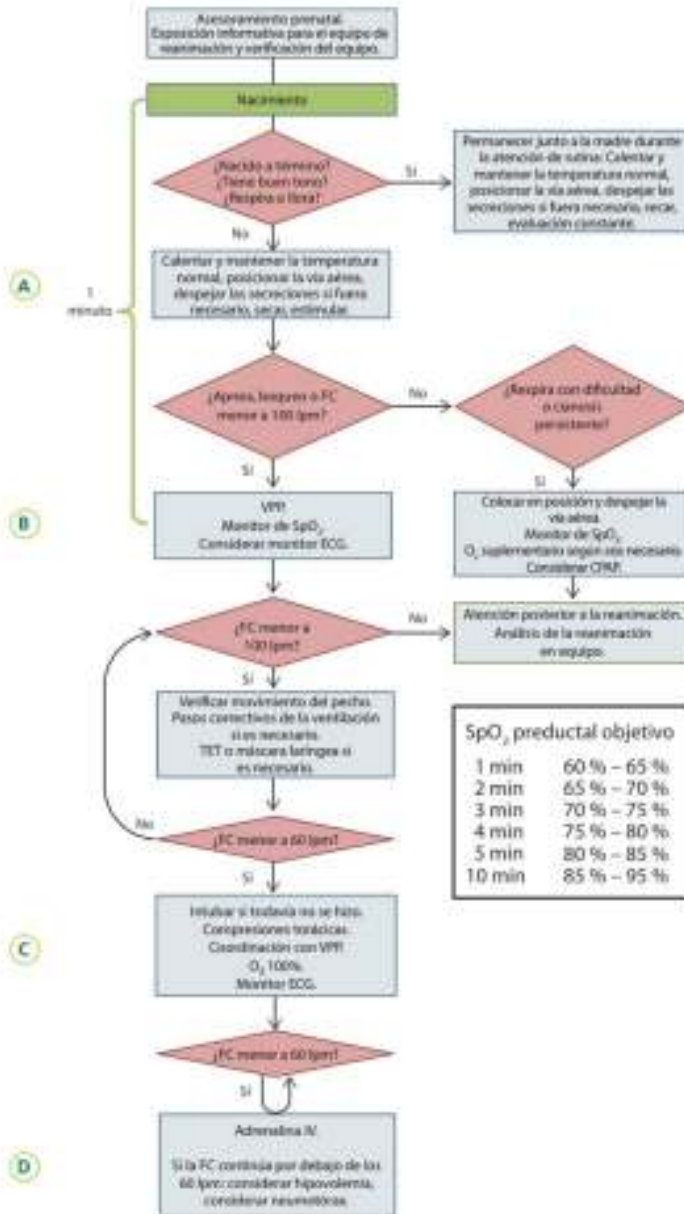 Asesoramiento prenatal.
Exposición informativa para el equipo de
reanimación y verificación del equipo.
Nacimiento
¿Nacido a término?
¿Tiene buen tono?
¿Respira o llora?
Sí
Permanecer junto a la madre durante
la atención de rutina: Calentar y
mantener la temperatura normal,
posicionar la vía aérea, despejar las
secreciones si fuera necesario, secar,
evaluación constante.
No
A
1
minuto
Calentar y mantener la temperatura
normal, posicionar la vía aérea,
despejar las secreciones si fuera
necesario, secar, estimular.
¿Apnea, boqueo o FC
menor a 100 lpm?
No
¿Respira con dificultad
o cianosis
persistente?
Sí
Sí
B
VPP.
Monitor de SpO₂.
Considerar monitor ECG.
Colocar en posición y despejar la
vía aérea.
Monitor de SpO₂.
O₂ suplementario según sea necesario.
Considerar CPAP.
¿FC menor a
100 lpm?
No
Atención posterior a la reanimación.
Análisis de la reanimación
en equipo.
Sí
Verificar movimiento del pecho.
Pasos correctivos de la ventilación
si es necesario.
TET o máscara laríngea si
es necesario.
SpO₂ preductal objetivo
1 min 60 % – 65 %
2 min 65 % – 70 %
3 min 70 % – 75 %
4 min 75 % – 80 %
5 min 80 % – 85 %
10 min 85 % – 95 %
No
¿FC menor a 60 lpm?
Sí
C
Intubar si todavía no se hizo.
Compresiones torácicas.
Coordinación con VPP.
O₂ 100%.
Monitor ECG.
¿FC menor a 60 lpm?
Sí
D
Adrenalina IV.
Si la FC continúa por debajo de los
60 lpm: considerar hipovolemia,
considerar neumotórax.